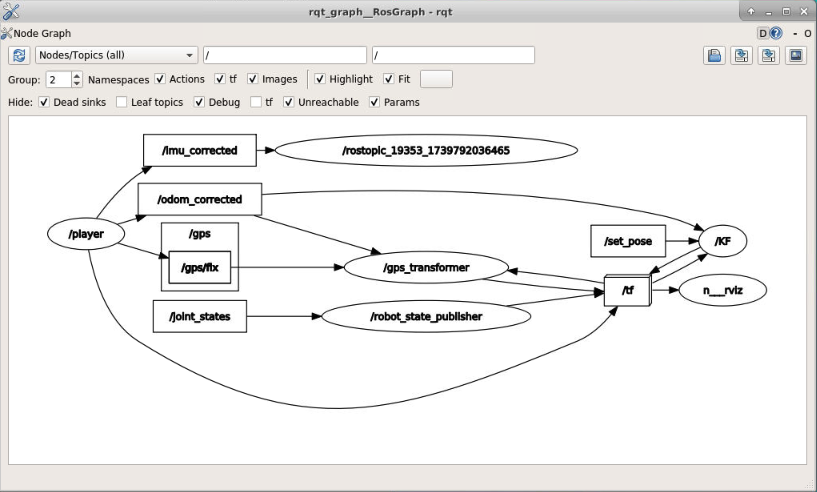 rqt_graph__RosGraph - rqt
Node Graph
D - O
Nodes/Topics (all) / /
Group: 2 Namespaces Actions tf Images Highlight Fit
Hide: Dead sinks Leaf topics Debug tf Unreachable Params
/imu_corrected
/rostopic_19353_1739792036465
/odom_corrected
/player
/gps
/set_pose
/KF
/gps/fix
/gps_transformer
/tf
n__rviz
/joint_states
/robot_state_publisher